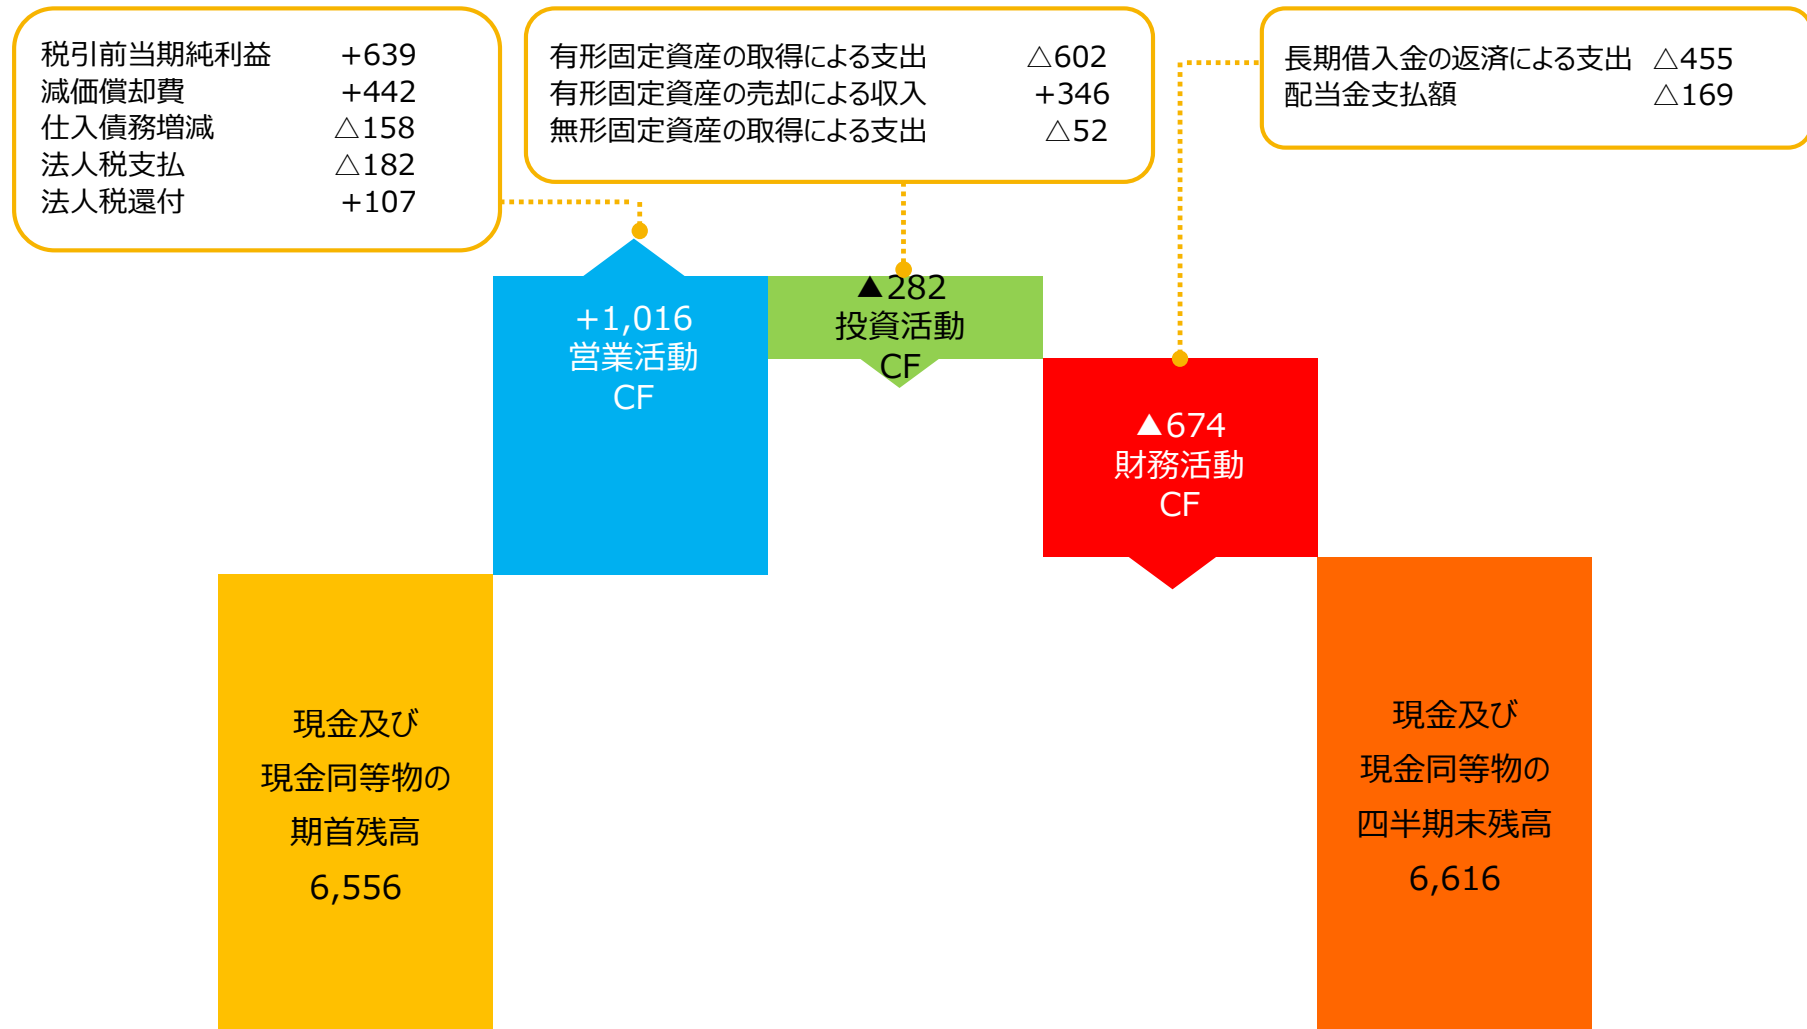 税引前当期純利益 +639
減価償却費 +442
仕入債務増減 △158
法人税支払 △182
法人税還付 +107
有形固定資産の取得による支出 △602
有形固定資産の売却による収入 +346
無形固定資産の取得による支出 △52
長期借入金の返済による支出 △455
配当金支払額 △169
+1,016
営業活動
CF
▲282
投資活動
CF
▲674
財務活動
CF
現金及び
現金同等物の
期首残高
6,556
現金及び
現金同等物の
四半期末残高
6,616